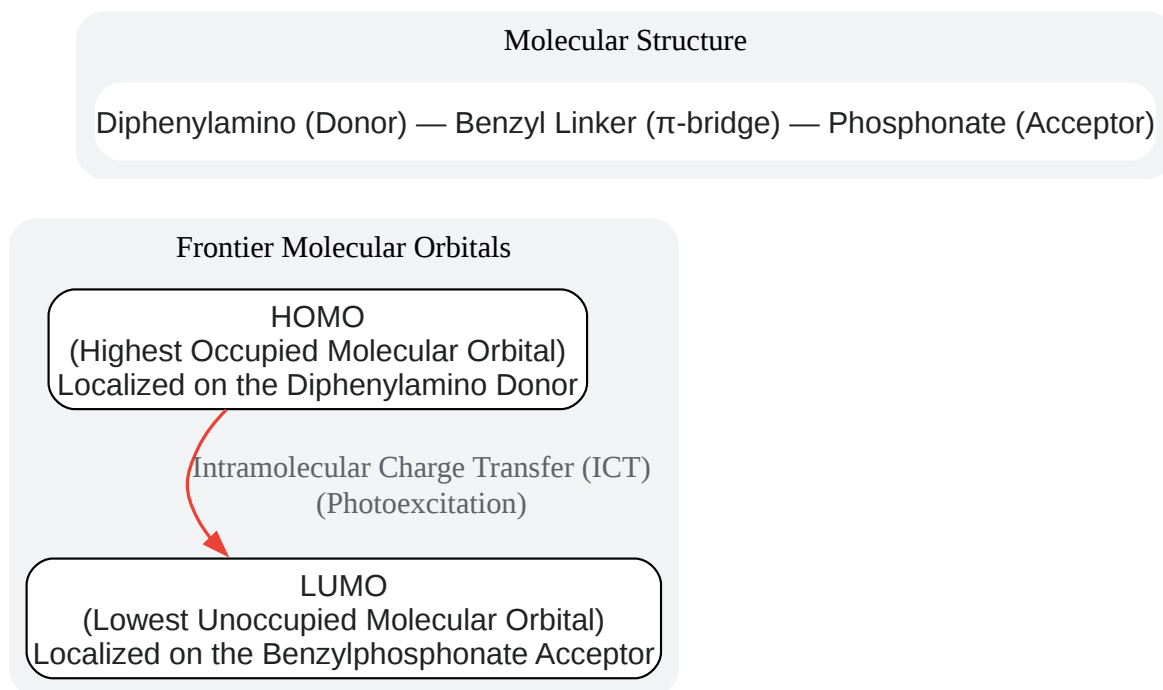 Molecular Structure
Diphenylamino (Donor) — Benzyl Linker (π-bridge) — Phosphonate (Acceptor)
Frontier Molecular Orbitals
HOMO
(Highest Occupied Molecular Orbital)
Localized on the Diphenylamino Donor
Intramolecular Charge Transfer (ICT)
(Photoexcitation)
LUMO
(Lowest Unoccupied Molecular Orbital)
Localized on the Benzylphosphonate Acceptor